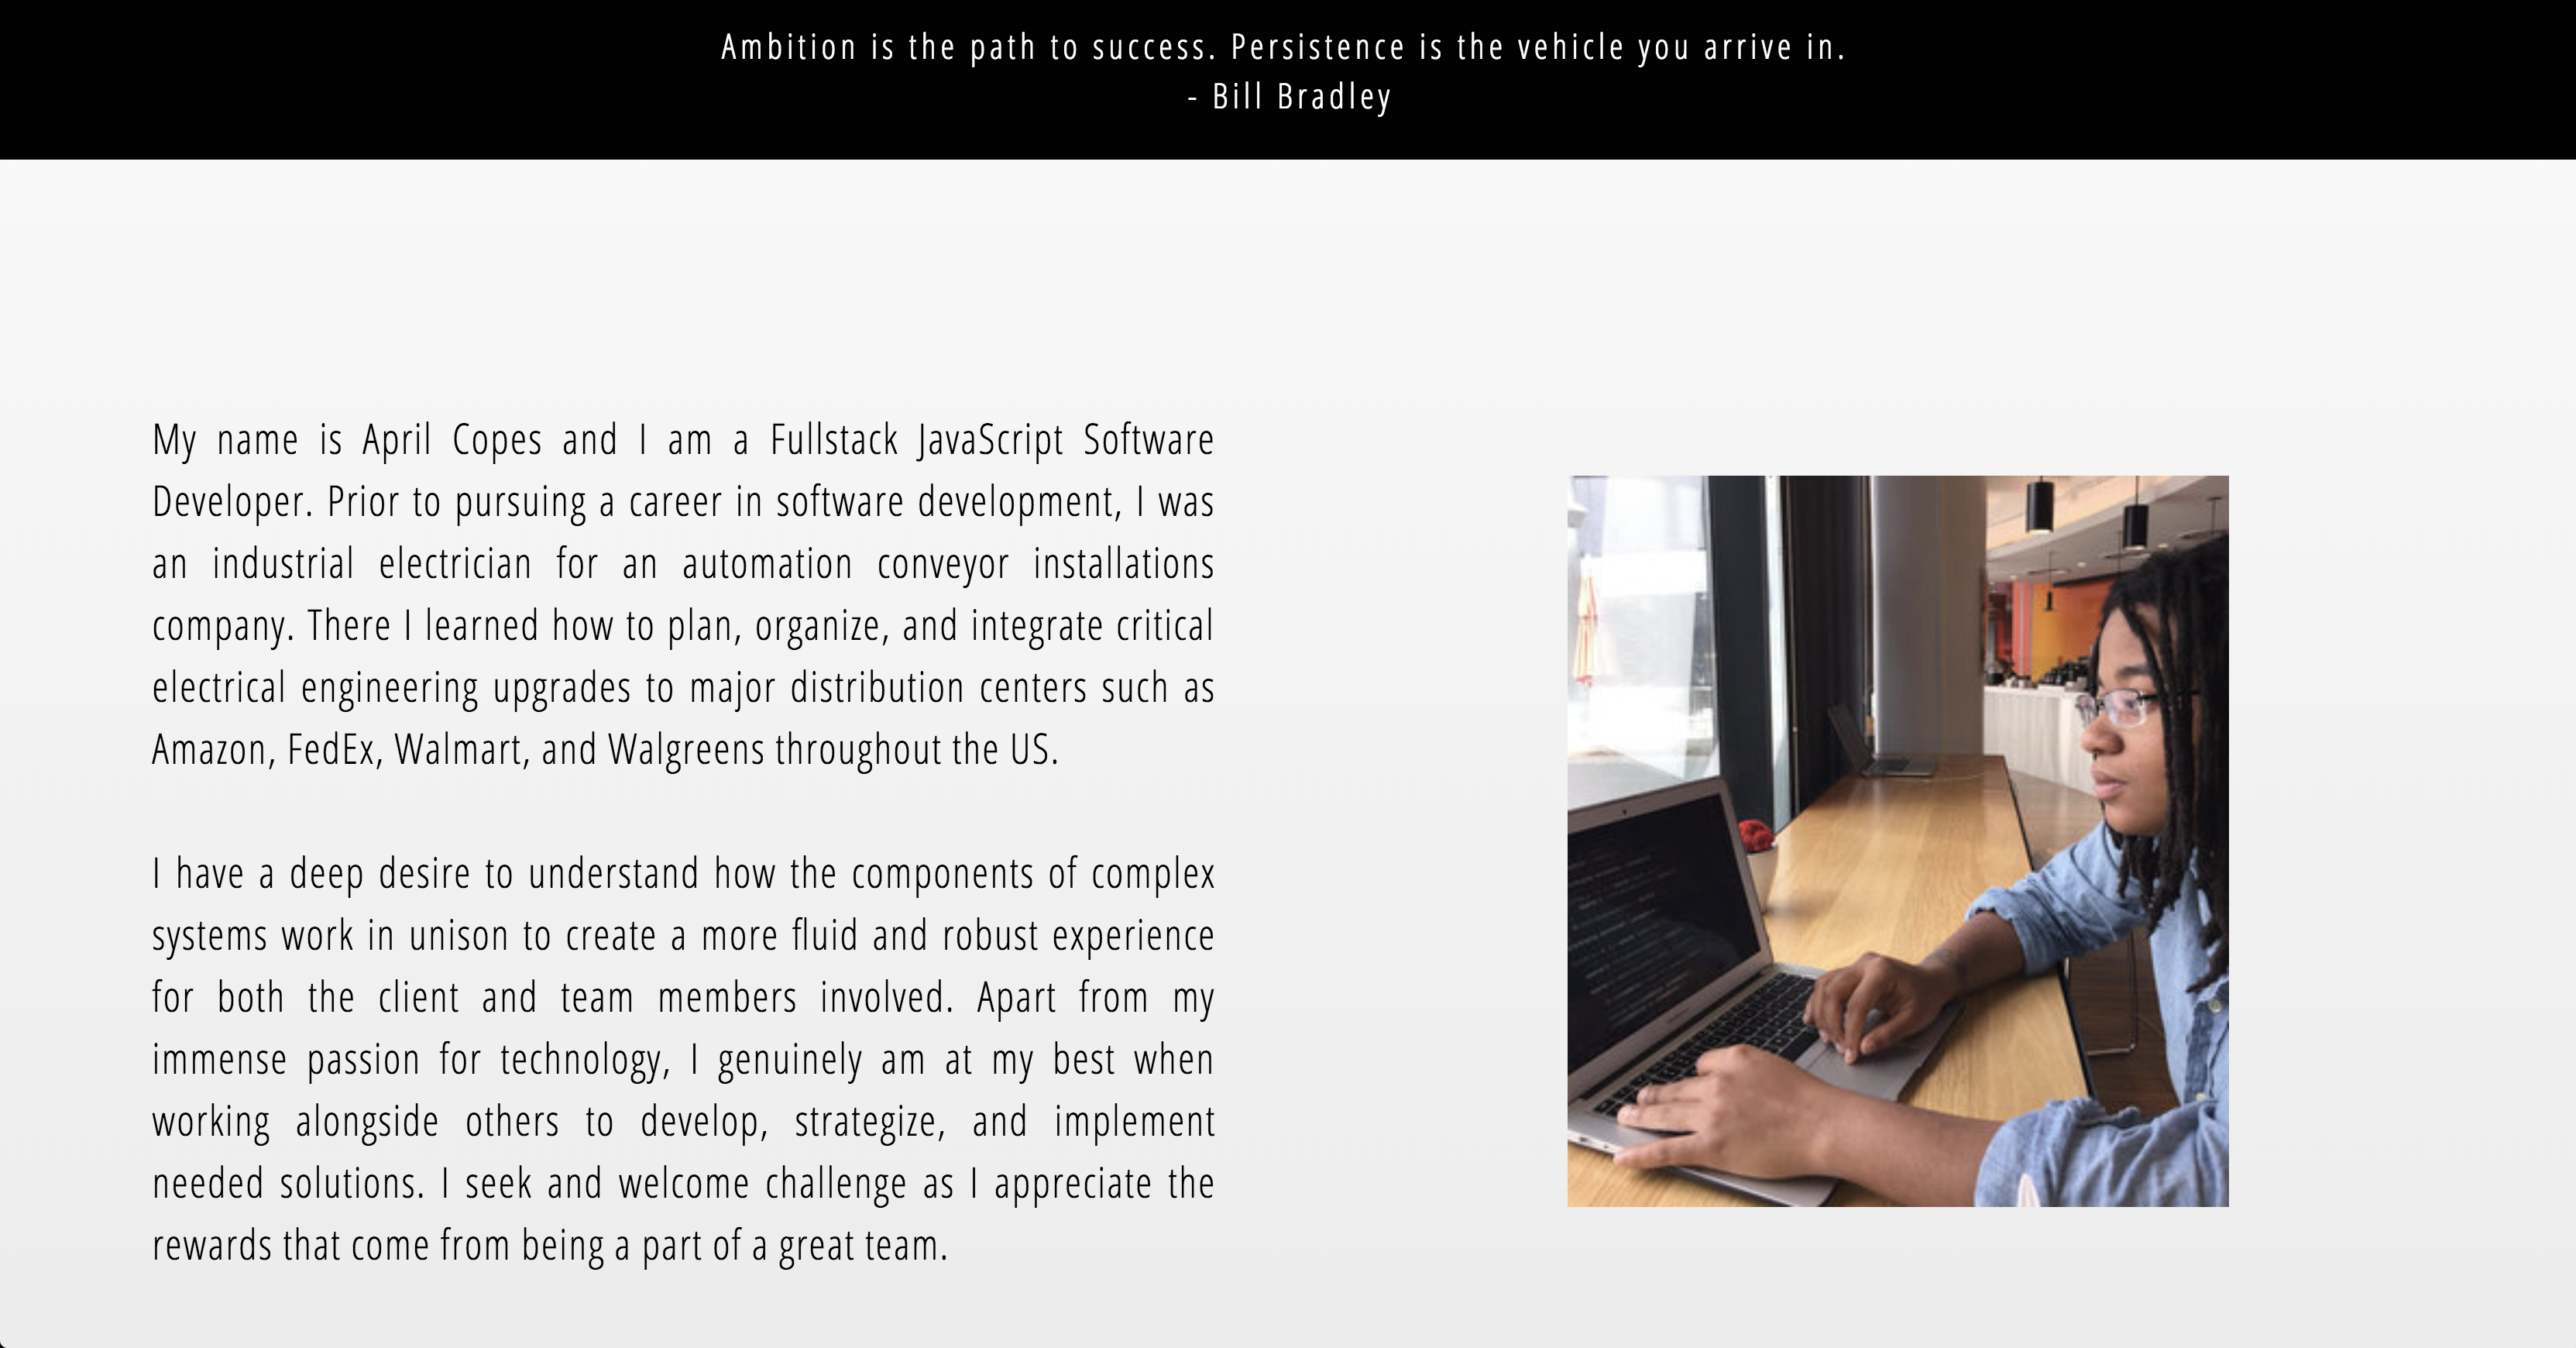 Ambition is the path to success. Persistence is the vehicle you arrive in.
- Bill Bradley
My name is April Copes and I am a Fullstack JavaScript Software
Developer. Prior to pursuing a career in software development, I was
an industrial electrician for an automation conveyor installations
company. There I learned how to plan, organize, and integrate critical
electrical engineering upgrades to major distribution centers such as
Amazon, FedEx, Walmart, and Walgreens throughout the US.
I have a deep desire to understand how the components of complex
systems work in unison to create a more fluid and robust experience
for both the client and team members involved. Apart from my
immense passion for technology, I genuinely am at my best when
working alongside others to develop, strategize, and implement
needed solutions. I seek and welcome challenge as I appreciate the
rewards that come from being a part of a great team.